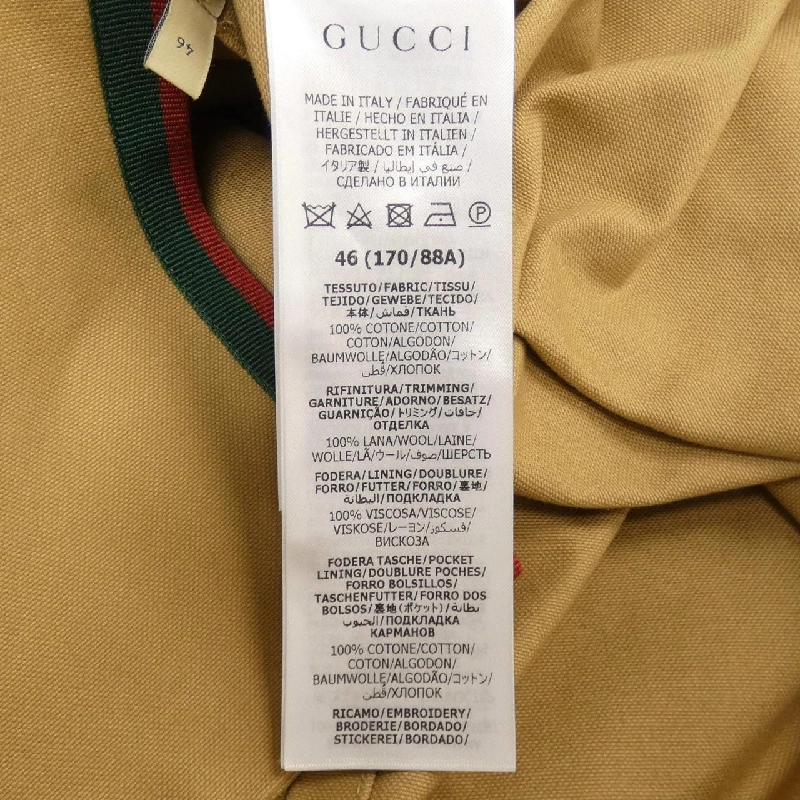 46
GUCCI
MADE IN ITALY / FABRIQUÉ EN
ITALIE / HECHO EN ITALIA /
HERGESTELLT IN ITALIEN /
FABRICADO EM ITÁLIA /
イタリア製 / صنع في إيطاليا /
СДЕЛАНО В ИТАЛИИ
P
46 (170/88A)
TESSUTO/FABRIC/TISSU/
TEJIDO/GEWEBE/TECIDO/
本体/قماش/ТКАНЬ
100% COTONE/COTTON/
COTON/ALGODON/
BAUMWOLLE/ALGODÃO/コットン/
قطن/ХЛОПОК
RIFINITURA/TRIMMING/
GARNITURE/ADORNO/BESATZ/
GUARNIÇÃO/トリミング/حافات/
ОТДЕЛКА
100% LANA/WOOL/LAINE/
WOLLE/LÃ/ウール/صوف/ШЕРСТЬ
FODERA/LINING/DOUBLURE/
FORRO/FUTTER/FORRO/裏地/
البطانة/ПОДКЛАДКА
100% VISCOSA/VISCOSE/
VISKOSE/レーヨン/فسكوز/
ВИСКОЗА
FODERA TASCHE/POCKET
LINING/DOUBLURE POCHES/
FORRO BOLSILLOS/
TASCHENFUTTER/FORRO DOS
BOLSOS/裏地(ポケット)/بطانة
الجيوب/ПОДКЛАДКА
КАРМАНОВ
100% COTONE/COTTON/
COTON/ALGODON/
BAUMWOLLE/ALGODÃO/コットン/
قطن/ХЛОПОК
RICAMO/EMBROIDERY/
BRODERIE/BORDADO/
STICKEREI/BORDADO/